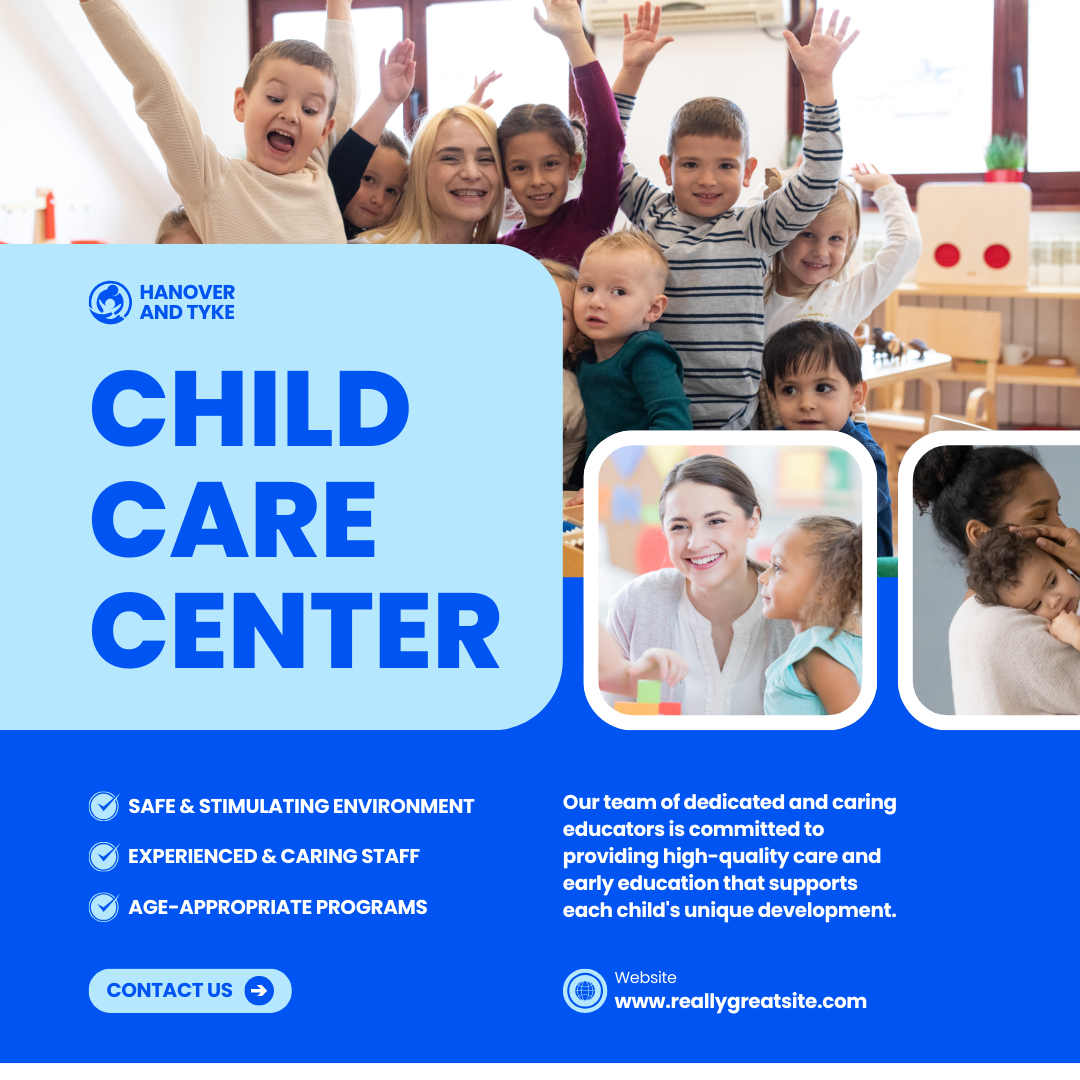 HANOVER
AND TYKE
CHILD
CARE
CENTER
SAFE & STIMULATING ENVIRONMENT
EXPERIENCED & CARING STAFF
AGE-APPROPRIATE PROGRAMS
CONTACT US
Our team of dedicated and caring
educators is committed to
providing high-quality care and
early education that supports
each child's unique development.
Website
www.reallygreatsite.com